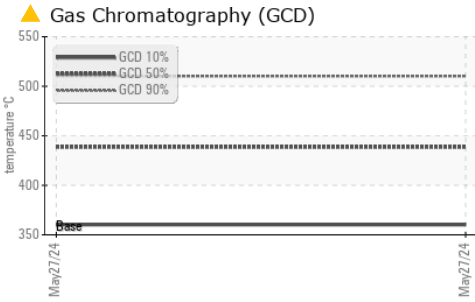 Gas Chromatography (GCD)
550
500
450
400
350
temperature °C
GCD 10%
GCD 50%
GCD 90%
Base
May27/24
May27/24